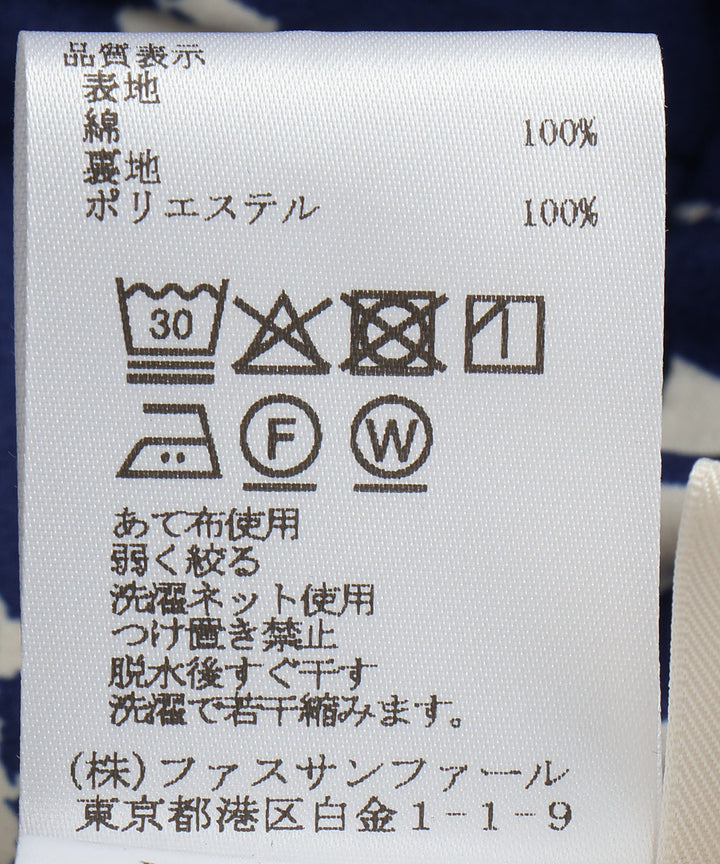 品質表示
表地
綿 100%
裏地
ポリエステル 100%
30
F W
あて布使用
弱く絞る
洗濯ネット使用
つけ置き禁止
脱水後すぐ干す
洗濯で若干縮みます。
(株)ファスサンファール
東京都港区白金1-1-9